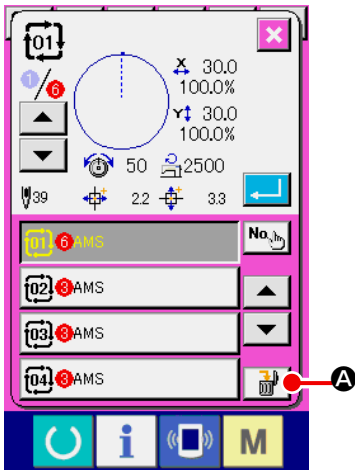 01
X 30.0
1/6 100.0%
Y 30.0
100.0%
50 2500
39 2.2 3.3
01 6 AMS No.
02 3 AMS
03 3 AMS
04 3 AMS
A
i M